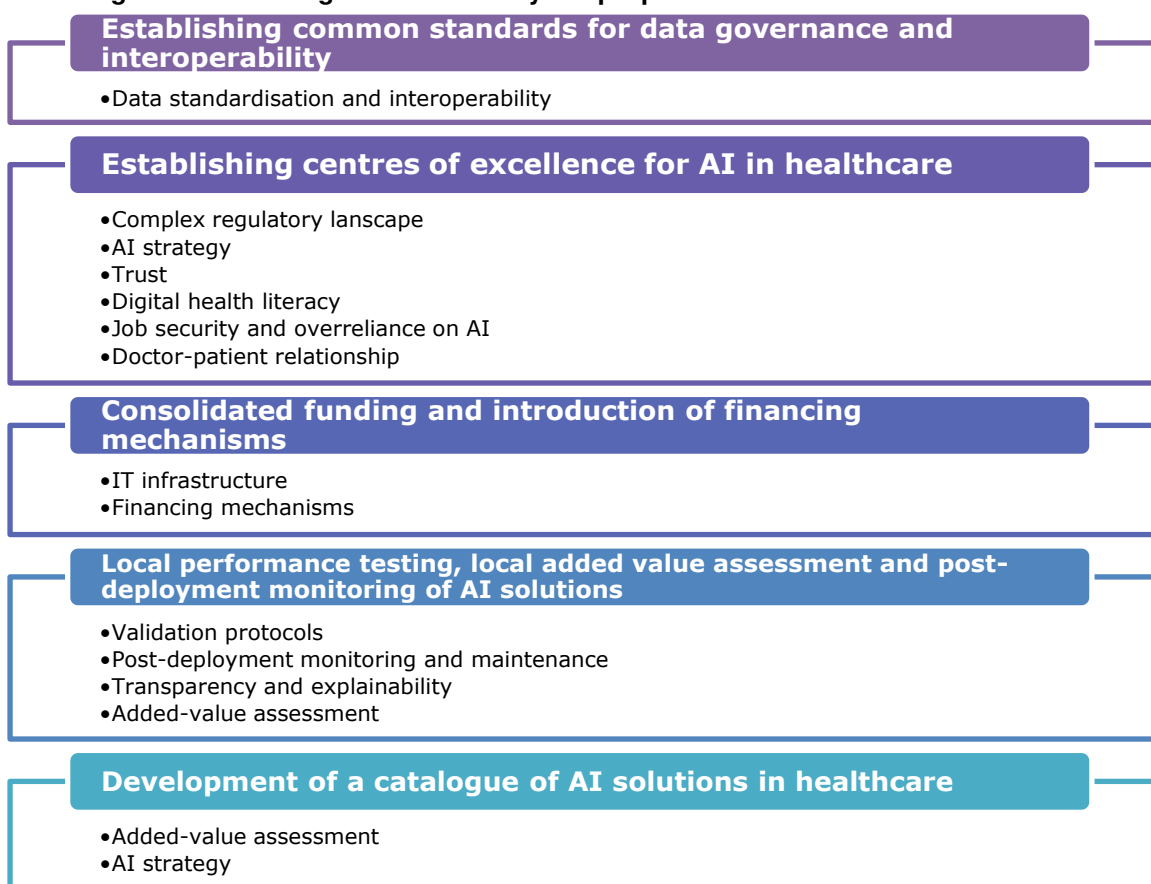 Establishing common standards for data governance and
interoperability
•Data standardisation and interoperability
Establishing centres of excellence for AI in healthcare
•Complex regulatory lanscape
•AI strategy
•Trust
•Digital health literacy
•Job security and overreliance on AI
•Doctor-patient relationship
Consolidated funding and introduction of financing
mechanisms
•IT infrastructure
•Financing mechanisms
Local performance testing, local added value assessment and post-
deployment monitoring of AI solutions
•Validation protocols
•Post-deployment monitoring and maintenance
•Transparency and explainability
•Added-value assessment
Development of a catalogue of AI solutions in healthcare
•Added-value assessment
•AI strategy